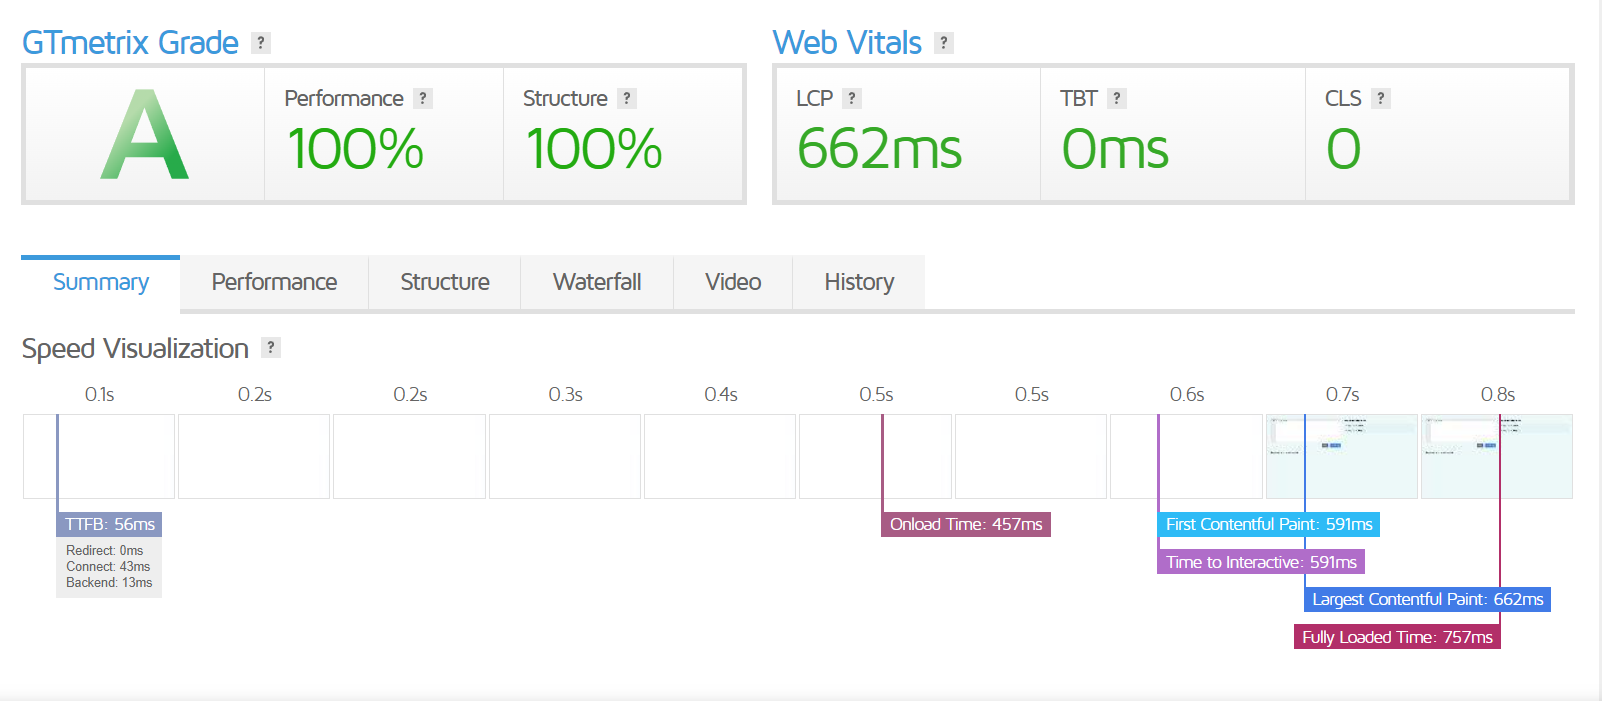 GTmetrix Grade ?
Web Vitals ?
A
Performance ?
100%
Structure ?
100%
LCP ?
662ms
TBT ?
0ms
CLS ?
0
Summary Performance Structure Waterfall Video History
Speed Visualization ?
0.1s 0.2s 0.2s 0.3s 0.4s 0.5s 0.5s 0.6s 0.7s 0.8s
TTFB: 56ms
Redirect: 0ms
Connect: 43ms
Backend: 13ms
Onload Time: 457ms
First Contentful Paint: 591ms
Time to Interactive: 591ms
Largest Contentful Paint: 662ms
Fully Loaded Time: 757ms